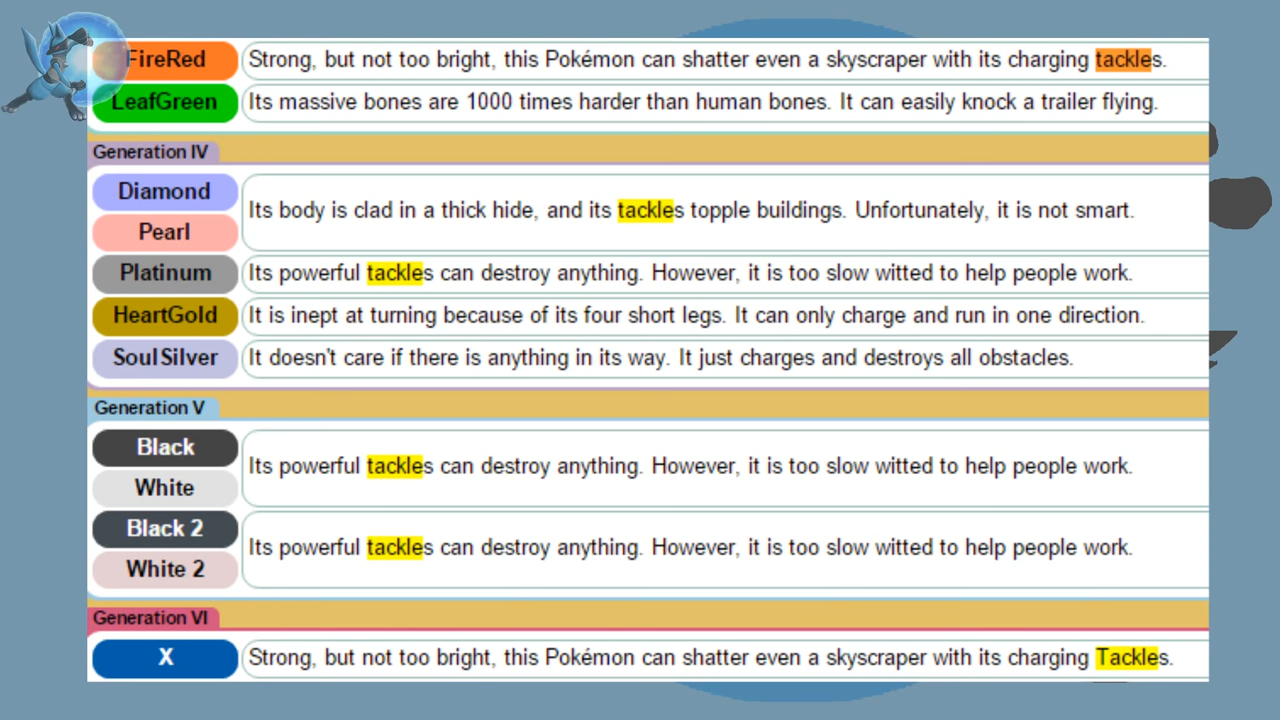 FireRed
Strong, but not too bright, this Pokémon can shatter even a skyscraper with its charging tackles.
LeafGreen
Its massive bones are 1000 times harder than human bones. It can easily knock a trailer flying.
Generation IV
Diamond
Pearl
Its body is clad in a thick hide, and its tackles topple buildings. Unfortunately, it is not smart.
Platinum
Its powerful tackles can destroy anything. However, it is too slow witted to help people work.
HeartGold
It is inept at turning because of its four short legs. It can only charge and run in one direction.
SoulSilver
It doesn't care if there is anything in its way. It just charges and destroys all obstacles.
Generation V
Black
White
Its powerful tackles can destroy anything. However, it is too slow witted to help people work.
Black 2
White 2
Its powerful tackles can destroy anything. However, it is too slow witted to help people work.
Generation VI
X
Strong, but not too bright, this Pokémon can shatter even a skyscraper with its charging Tackles.